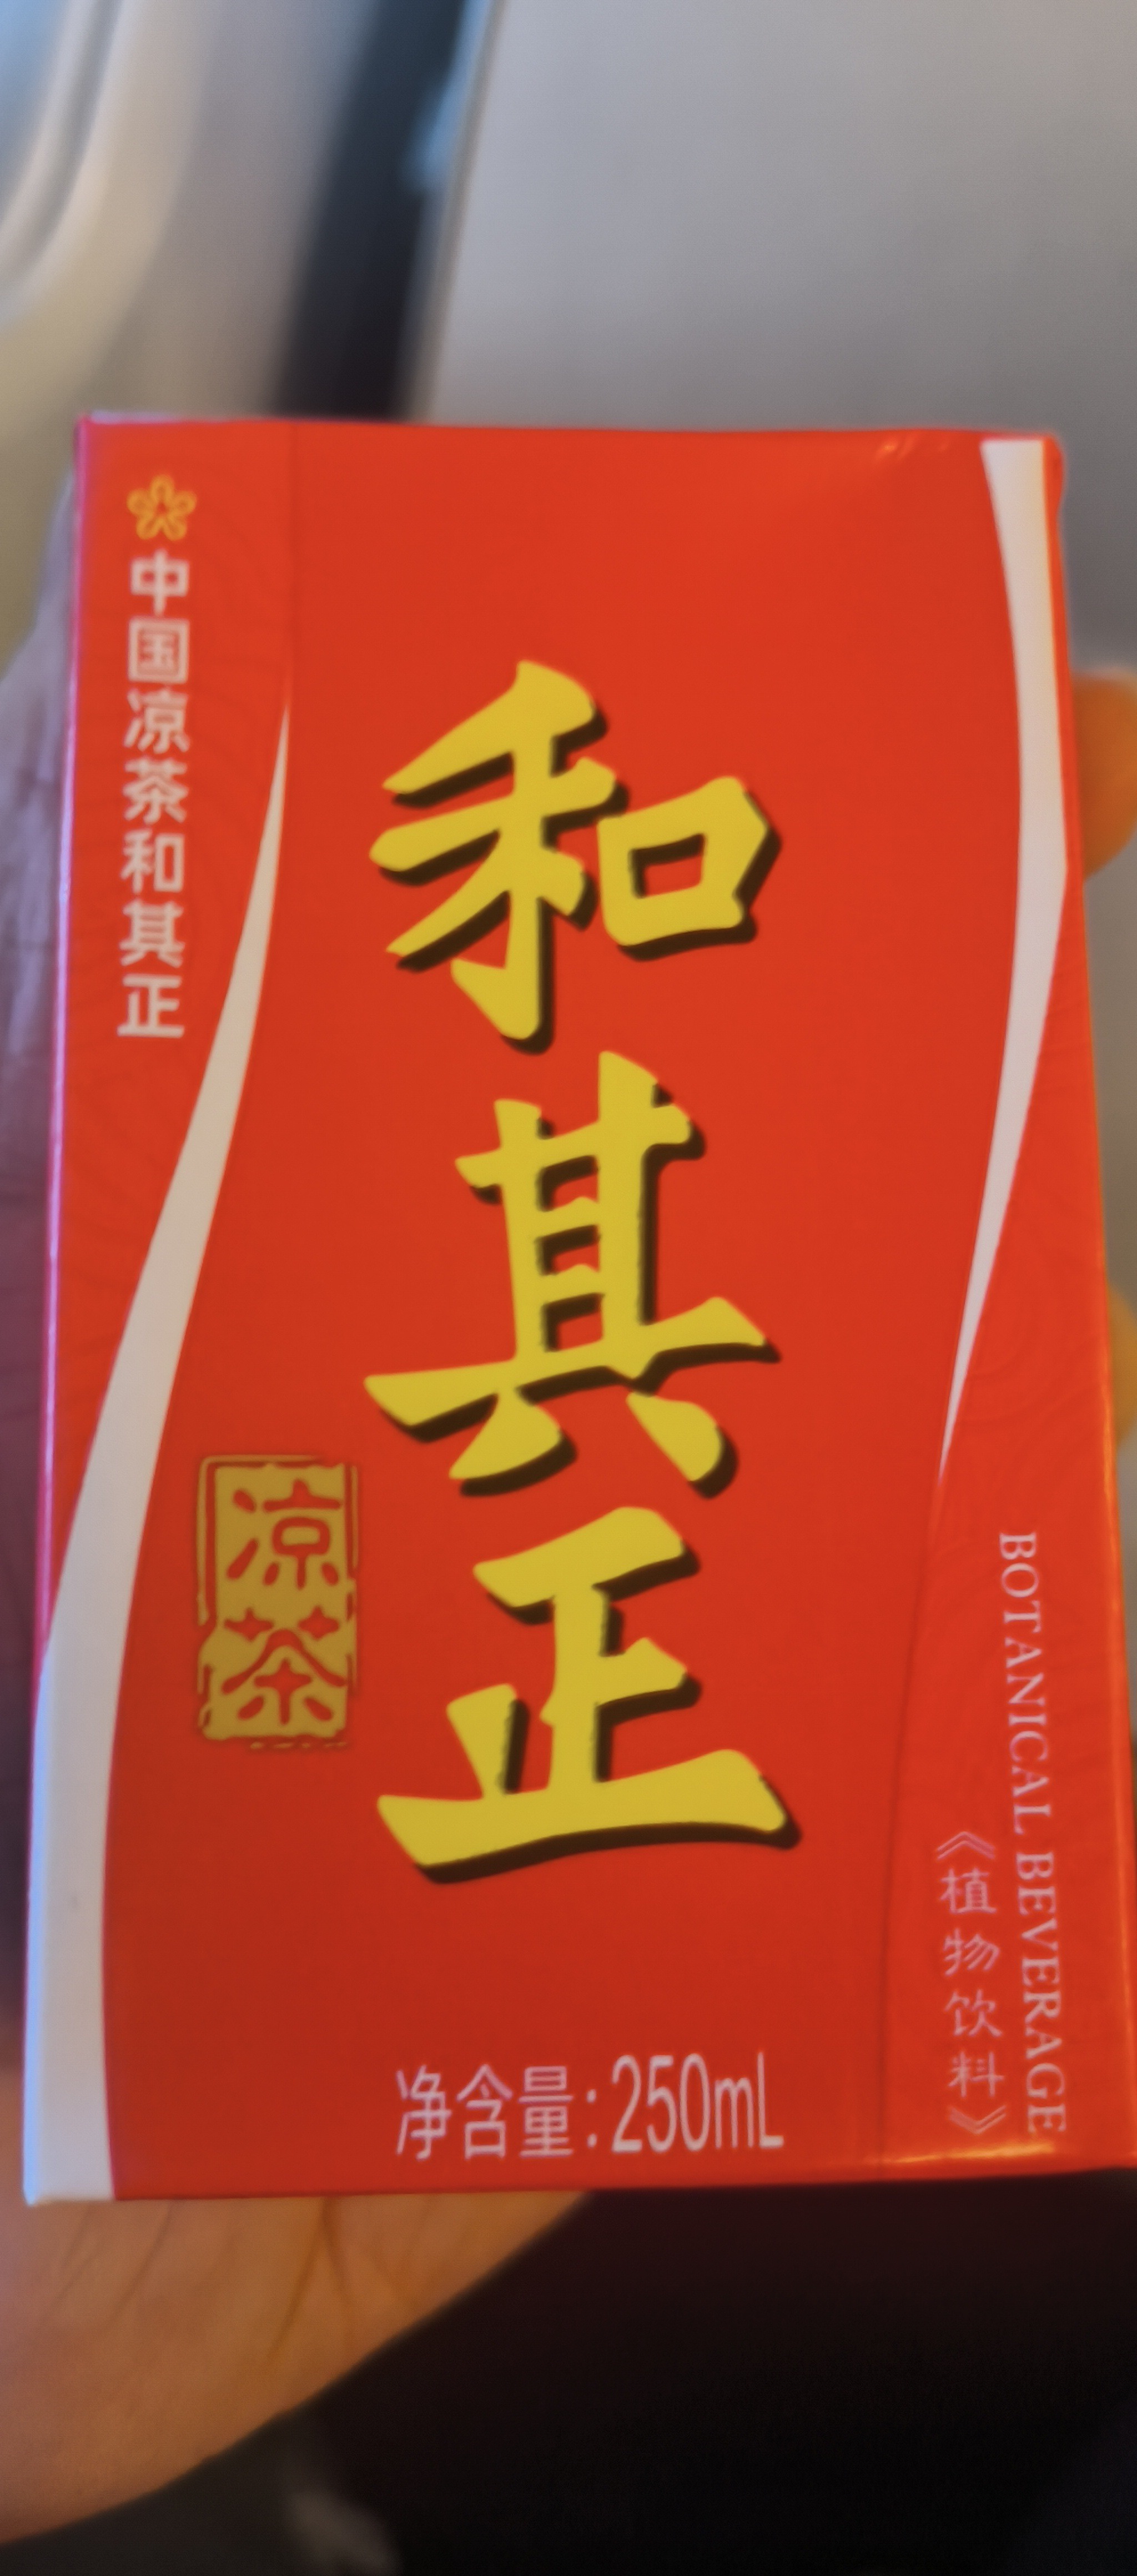 中国凉茶和其正
和其正
凉茶
BOTANICAL BEVERAGE
《植物饮料》
净含量:250mL